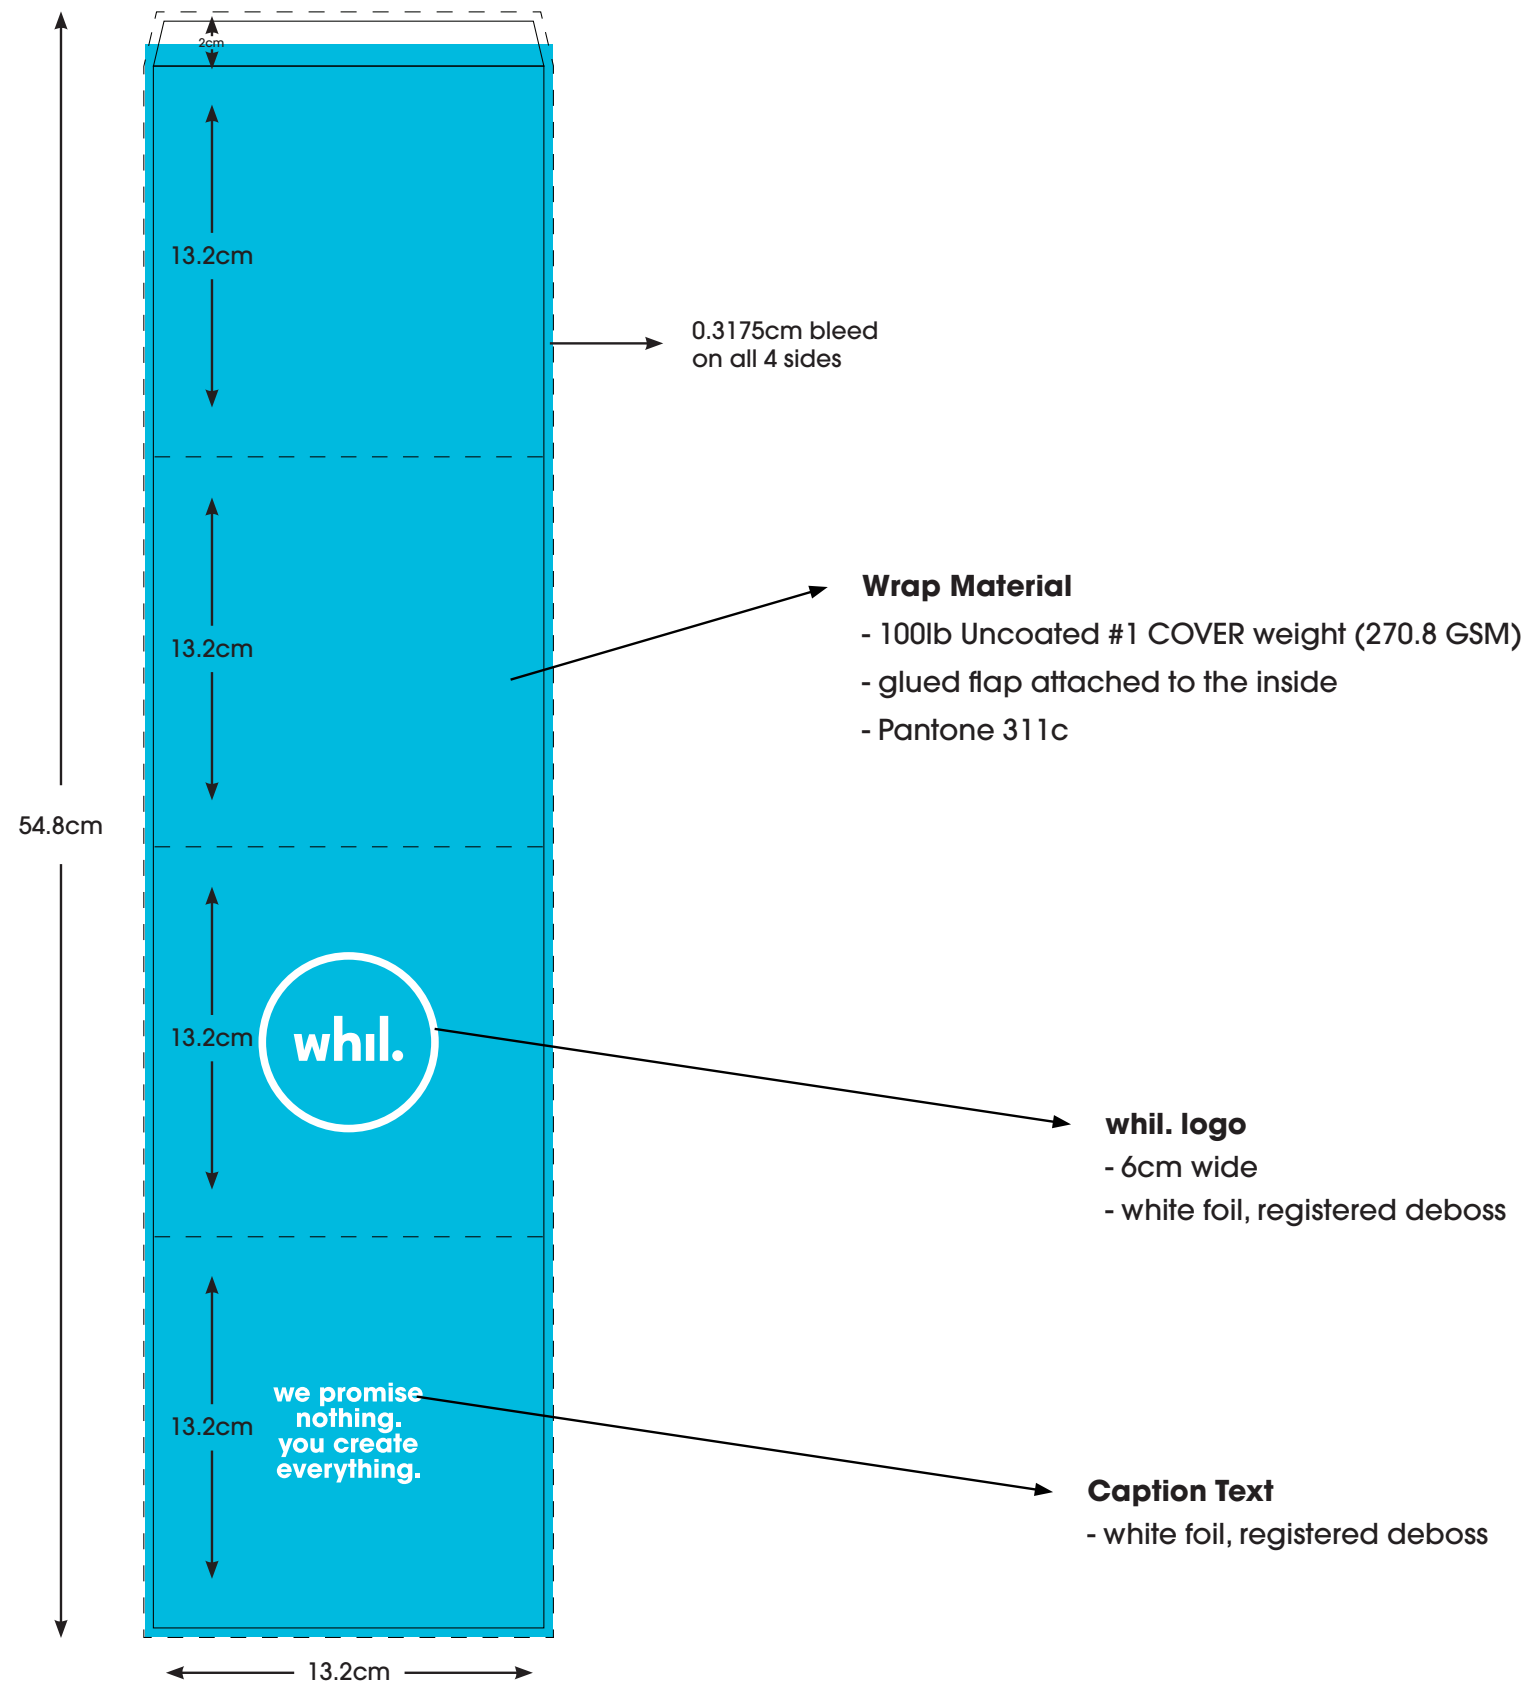 2cm
13.2cm
0.3175cm bleed
on all 4 sides
Wrap Material
- 100lb Uncoated #1 COVER weight (270.8 GSM)
- glued flap attached to the inside
- Pantone 311c
13.2cm
54.8cm
13.2cm
whil.
whil. logo
- 6cm wide
- white foil, registered deboss
13.2cm
we promise
nothing.
you create
everything.
Caption Text
- white foil, registered deboss
13.2cm